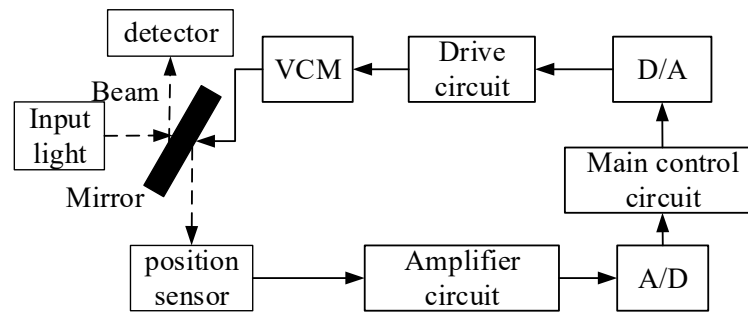 detector
Beam
Input
light
Mirror
VCM
Drive
circuit
D/A
Main control
circuit
position
sensor
Amplifier
circuit
A/D